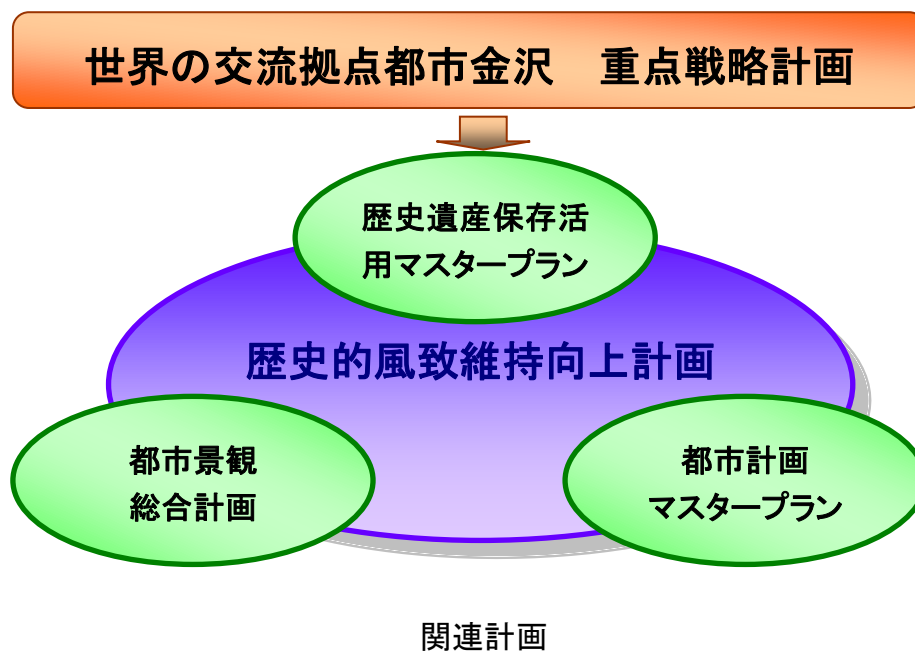 世界の交流拠点都市金沢　重点戦略計画
歴史遺産保存活
用マスタープラン
歴史的風致維持向上計画
都市景観
総合計画
都市計画
マスタープラン
関連計画